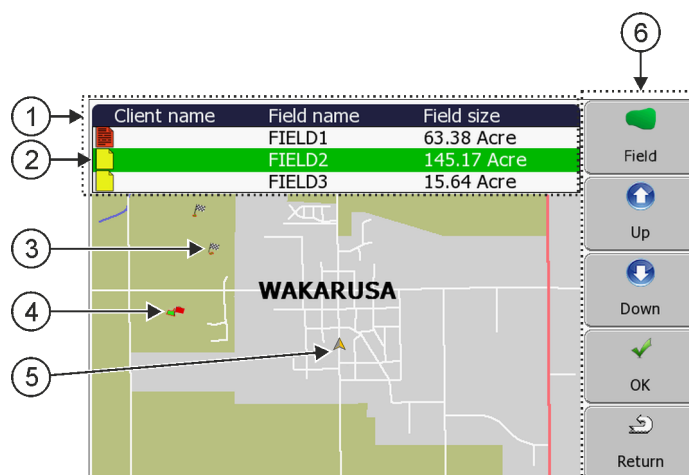 6
1
Client name Field name Field size
FIELD1 63.38 Acre
2
FIELD2 145.17 Acre
FIELD3 15.64 Acre
Field
Up
3
WAKARUSA
4
Down
5
OK
Return